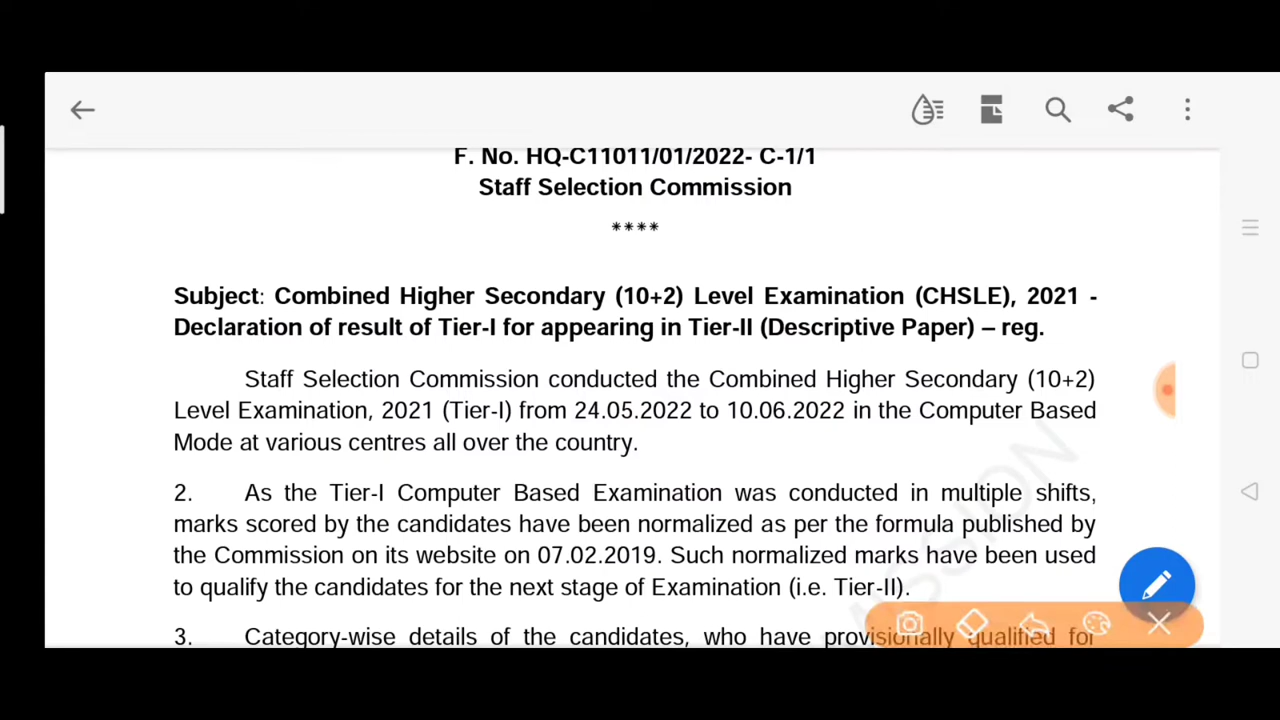 F. No. HQ-C11011/01/2022- C-1/1
Staff Selection Commission
****
Subject: Combined Higher Secondary (10+2) Level Examination (CHSLE), 2021 -
Declaration of result of Tier-I for appearing in Tier-II (Descriptive Paper) – reg.
Staff Selection Commission conducted the Combined Higher Secondary (10+2)
Level Examination, 2021 (Tier-I) from 24.05.2022 to 10.06.2022 in the Computer Based
Mode at various centres all over the country.
2. As the Tier-I Computer Based Examination was conducted in multiple shifts,
marks scored by the candidates have been normalized as per the formula published by
the Commission on its website on 07.02.2019. Such normalized marks have been used
to qualify the candidates for the next stage of Examination (i.e. Tier-II).
3. Category-wise details of the candidates, who have provisionally qualified for